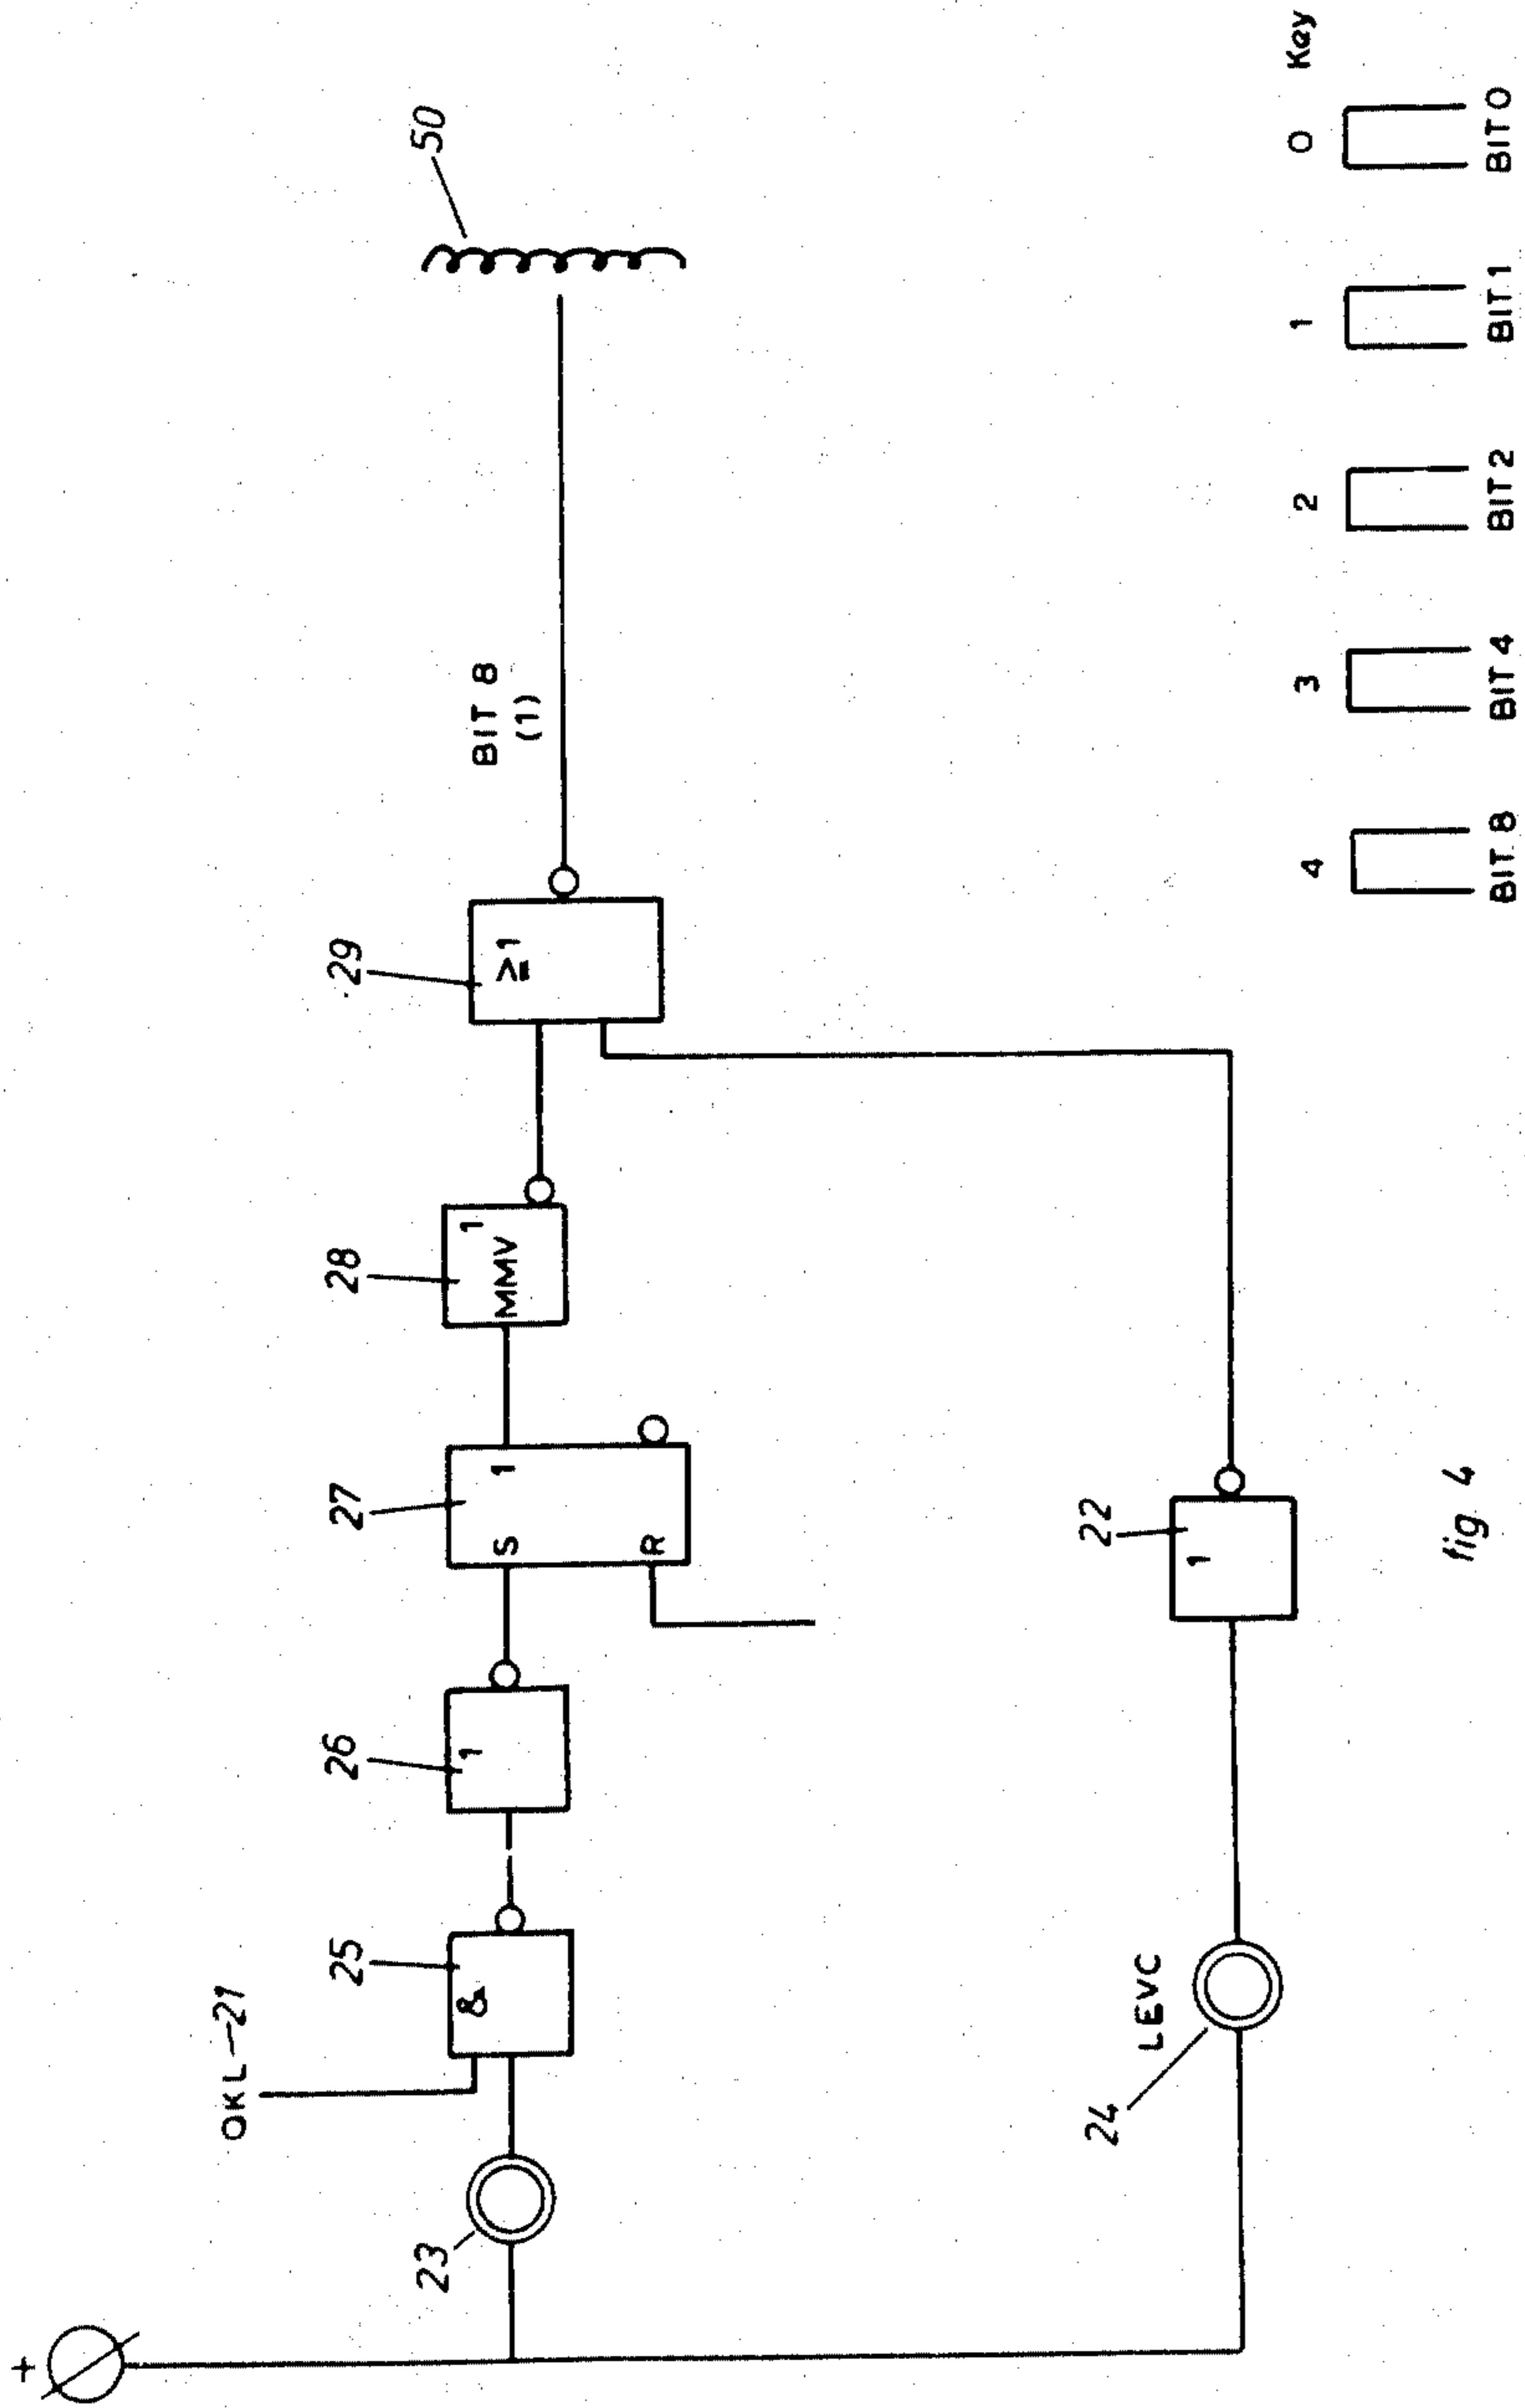 +
OKL-21
23
25
&
26
1
27
S
1
R
28
1
MMV
29
≥1
BIT 8
(1)
50
24
LEVC
22
1
fig 4
4
3
2
1
0
Key
BIT 8
BIT 4
BIT 2
BIT 1
BIT 0